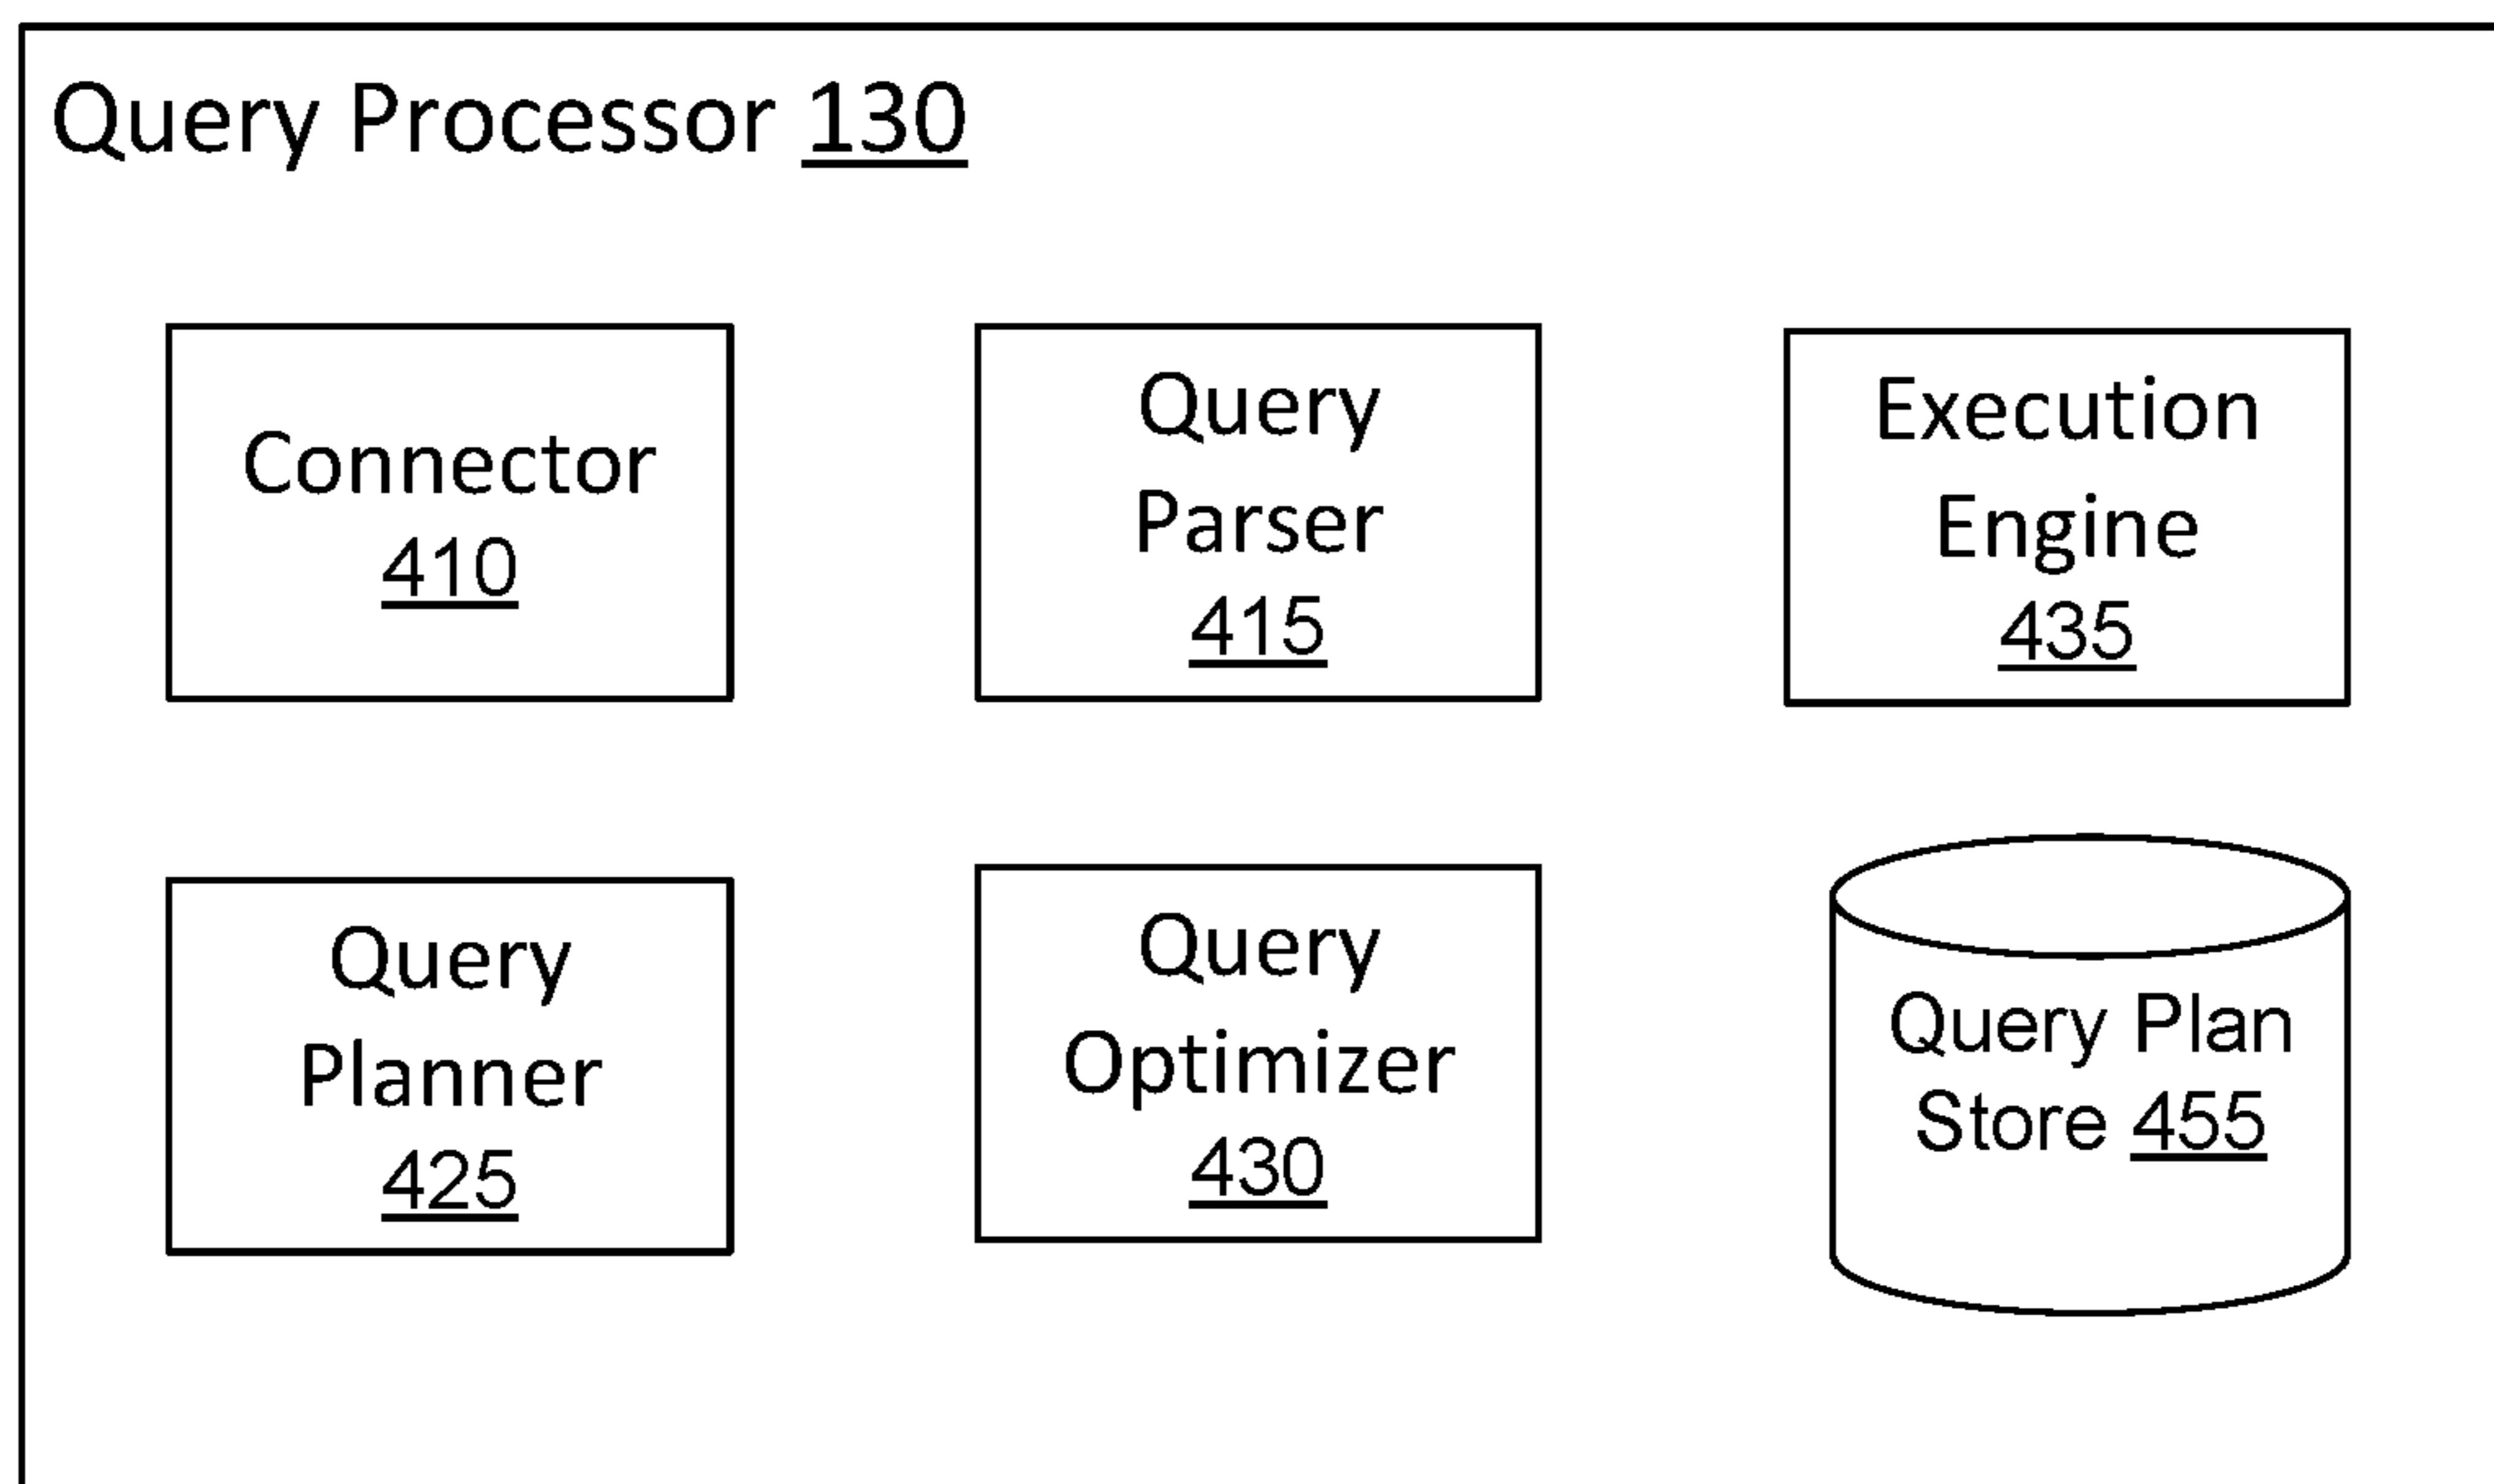 Query Processor 130
Connector
410
Query
Parser
415
Execution
Engine
435
Query
Planner
425
Query
Optimizer
430
Query Plan
Store 455